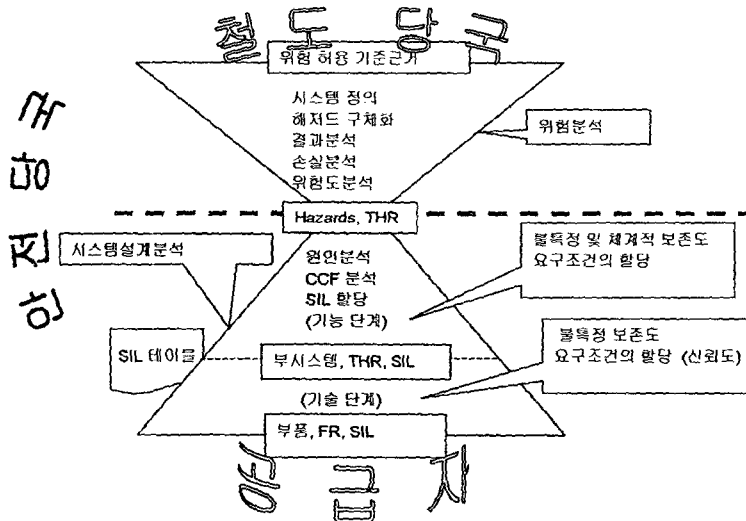 철도당국
위험 허용 기준근거
시스템 정의
해저드 구체화
결과분석
손실분석
위험도분석
위험분석
안전당국
Hazards, THR
시스템설계분석
원인분석
CCF 분석
SIL 할당
(기능 단계)
불특정 및 체계적 보존도
요구조건의 할당
SIL 테이블
부시스템, THR, SIL
불특정 보존도
요구조건의 할당 (신뢰도)
(기술 단계)
부품, FR, SIL
공급자